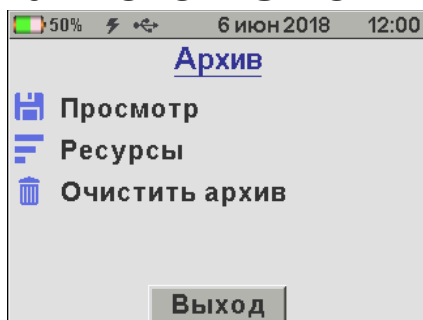 50% 6 июн 2018 12:00
Архив
Просмотр
Ресурсы
Очистить архив
Выход